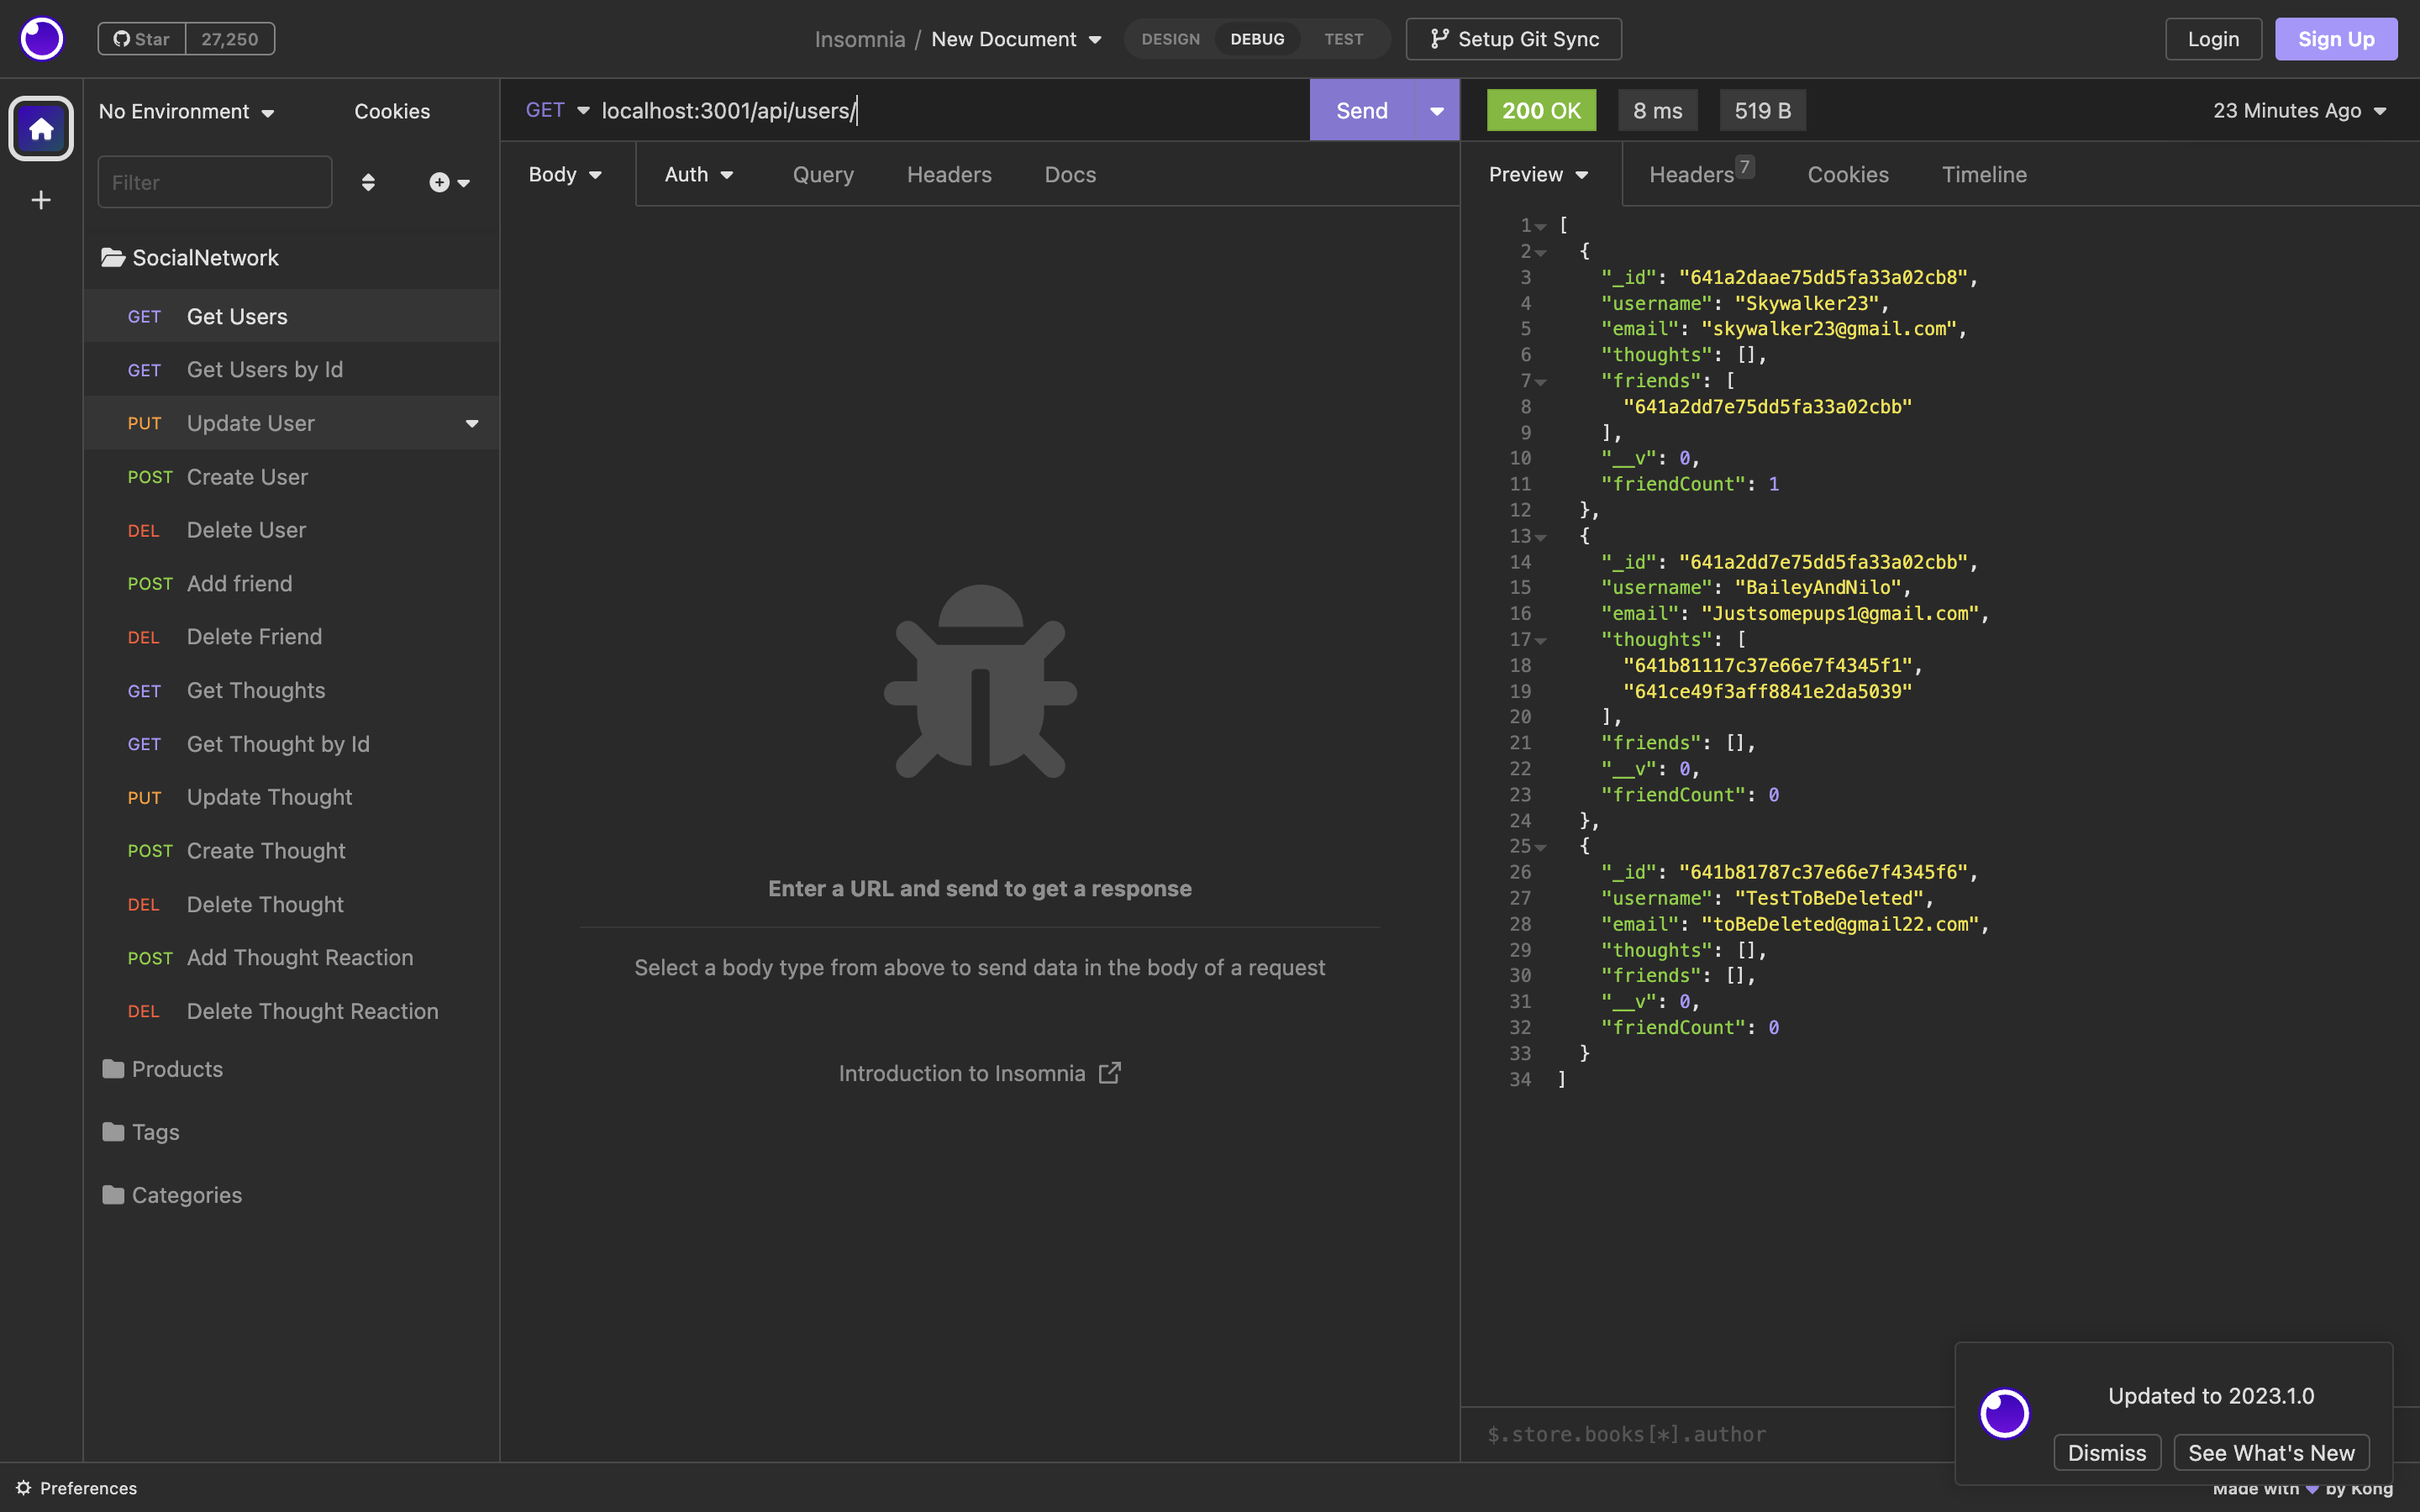 Star 27,250
Insomnia / New Document
DESIGN DEBUG TEST
Setup Git Sync
Login
Sign Up
No Environment
Cookies
Filter
SocialNetwork
GET Get Users
GET Get Users by Id
PUT Update User
POST Create User
DEL Delete User
POST Add friend
DEL Delete Friend
GET Get Thoughts
GET Get Thought by Id
PUT Update Thought
POST Create Thought
DEL Delete Thought
POST Add Thought Reaction
DEL Delete Thought Reaction
Products
Tags
Categories
GET localhost:3001/api/users/
Send
Body Auth Query Headers Docs
Enter a URL and send to get a response
Select a body type from above to send data in the body of a request
Introduction to Insomnia
200 OK 8 ms 519 B
23 Minutes Ago
Preview Headers 7 Cookies Timeline
1 [
2 {
3 "_id": "641a2daae75dd5fa33a02cb8",
4 "username": "Skywalker23",
5 "email": "skywalker23@gmail.com",
6 "thoughts": [],
7 "friends": [
8 "641a2dd7e75dd5fa33a02cbb"
9 ],
10 "__v": 0,
11 "friendCount": 1
12 },
13 {
14 "_id": "641a2dd7e75dd5fa33a02cbb",
15 "username": "BaileyAndNilo",
16 "email": "Justsomepups1@gmail.com",
17 "thoughts": [
18 "641b81117c37e66e7f4345f1",
19 "641ce49f3aff8841e2da5039"
20 ],
21 "friends": [],
22 "__v": 0,
23 "friendCount": 0
24 },
25 {
26 "_id": "641b81787c37e66e7f4345f6",
27 "username": "TestToBeDeleted",
28 "email": "toBeDeleted@gmail22.com",
29 "thoughts": [],
30 "friends": [],
31 "__v": 0,
32 "friendCount": 0
33 }
34 ]
$.store.books[*].author
Updated to 2023.1.0
Dismiss
See What's New
Preferences
Made with by Kong